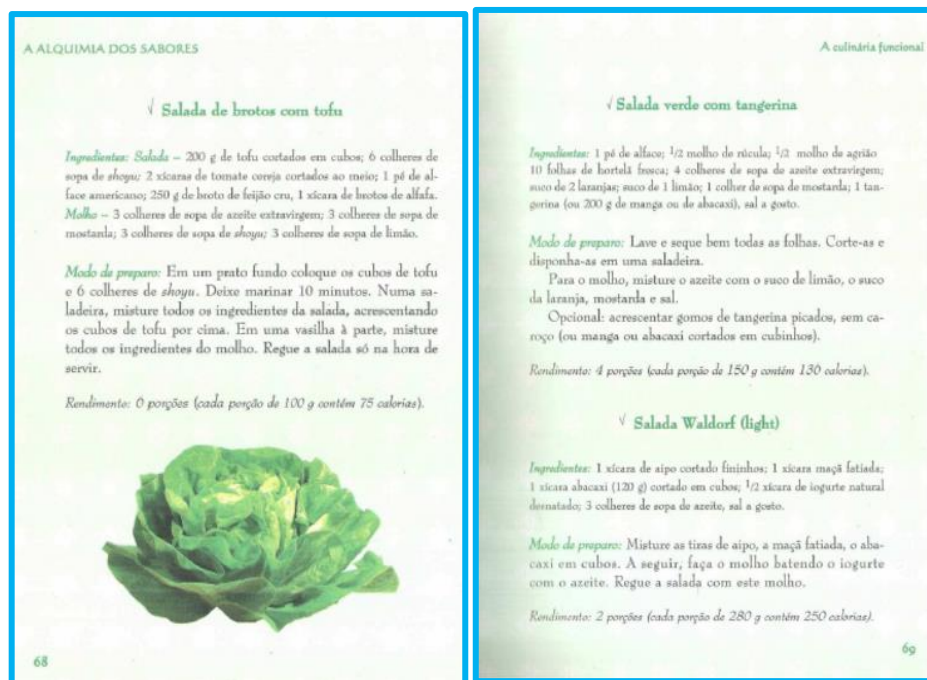 A ALQUIMIA DOS SABORES
√ Salada de brotos com tofu
Ingredientes: Salada – 200 g de tofu cortados em cubos; 6 colheres de
sopa de shoyu; 2 xícaras de tomate cereja cortados ao meio; 1 pé de al-
face americano; 250 g de broto de feijão cru, 1 xícara de brotos de alfafa.
Molho – 3 colheres de sopa de azeite extravirgem; 3 colheres de sopa de
mostarda; 3 colheres de sopa de shoyu; 3 colheres de sopa de limão.
Modo de preparo: Em um prato fundo coloque os cubos de tofu
e 6 colheres de shoyu. Deixe marinar 10 minutos. Numa sa-
ladeira, misture todos os ingredientes da salada, acrescentando
os cubos de tofu por cima. Em uma vasilha à parte, misture
todos os ingredientes do molho. Regue a salada só na hora de
servir.
Rendimento: 6 porções (cada porção de 100 g contém 75 calorias).
68
A culinária funcional
√ Salada verde com tangerina
Ingredientes: 1 pé de alface; 1/2 molho de rúcula; 1/2 molho de agrião
10 folhas de hortelã fresca; 4 colheres de sopa de azeite extravirgem;
suco de 2 laranjas; suco de 1 limão; 1 colher de sopa de mostarda; 1 tan-
gerina (ou 200 g de manga ou de abacaxi), sal a gosto.
Modo de preparo: Lave e seque bem todas as folhas. Corte-as e
disponha-as em uma saladeira.
Para o molho, misture o azeite com o suco de limão, o suco
da laranja, mostarda e sal.
Opcional: acrescentar gomos de tangerina picados, sem ca-
roço (ou manga ou abacaxi cortados em cubinhos).
Rendimento: 4 porções (cada porção de 150 g contém 130 calorias).
√ Salada Waldorf (light)
Ingredientes: 1 xícara de aipo cortado fininhos; 1 xícara maçã fatiada;
1 xícara abacaxi (120 g) cortado em cubos; 1/2 xícara de iogurte natural
desnatado; 3 colheres de sopa de azeite, sal a gosto.
Modo de preparo: Misture as tiras de aipo, a maçã fatiada, o aba-
caxi em cubos. A seguir, faça o molho batendo o iogurte
com o azeite. Regue a salada com este molho.
Rendimento: 2 porções (cada porção de 280 g contém 250 calorias).
69